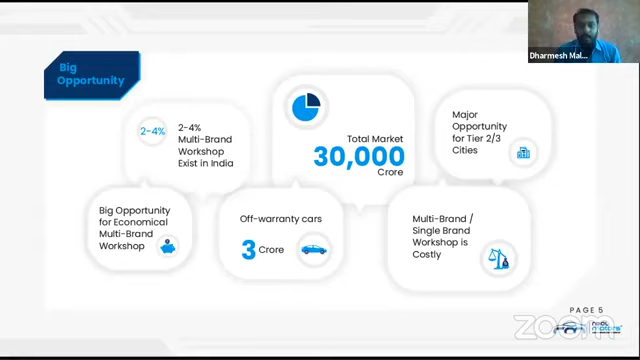 Dharmesh Mal...
Big
Opportunity
2-4%
2-4%
Multi-Brand
Workshop
Exist in India
Total Market
30,000
Crore
Major
Opportunity
for Tier 2/3
Cities
Big Opportunity
for Economical
Multi-Brand
Workshop
Off-warranty cars
3 Crore
Multi-Brand /
Single Brand
Workshop is
Costly
PAGE 5
motors
zoom